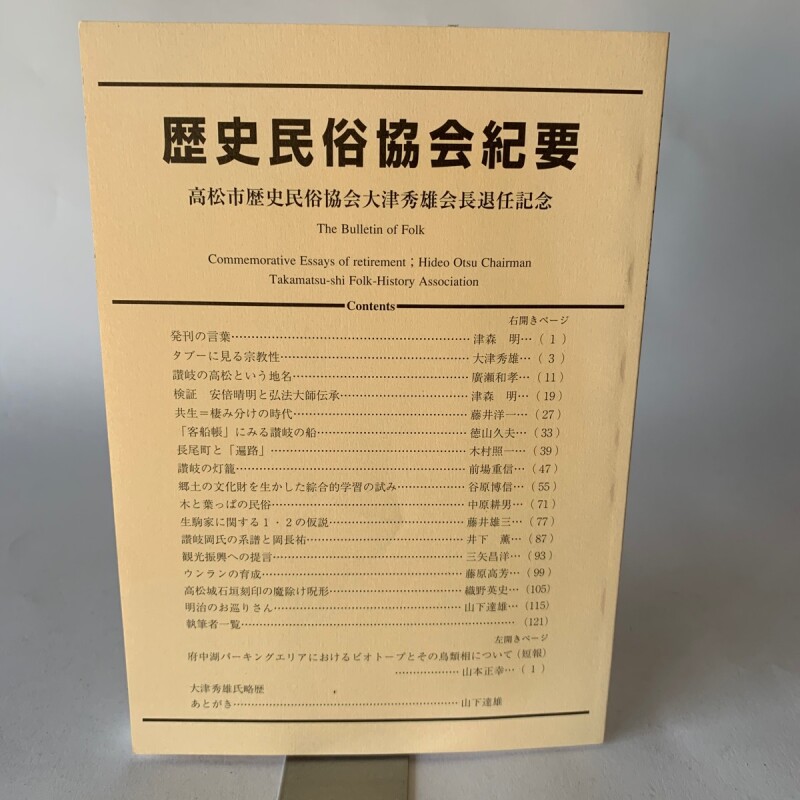 歴史民俗協会紀要
高松市歴史民俗協会大津秀雄会長退任記念
The Bulletin of Folk
Commemorative Essays of retirement ; Hideo Otsu Chairman
Takamatsu-shi Folk-History Association
Contents
右開きページ
発刊の言葉…………………………………………… 津森　明…（ 1 ）
タブーに見る宗教性………………………………… 大津秀雄…（ 3 ）
讃岐の高松という地名……………………………… 廣瀬和孝…（11）
検証　安倍晴明と弘法大師伝承…………………… 津森　明…（19）
共生＝棲み分けの時代……………………………… 藤井洋一…（27）
「客船帳」にみる讃岐の船………………………… 徳山久夫…（33）
長尾町と「遍路」…………………………………… 木村照一…（39）
讃岐の灯籠…………………………………………… 前場重信…（47）
郷土の文化財を生かした綜合的学習の試み……… 谷原博信…（55）
木と葉っぱの民俗…………………………………… 中原耕男…（71）
生駒家に関する１・２の仮説……………………… 藤井雄三…（77）
讃岐岡氏の系譜と岡長祐…………………………… 井下　薫…（87）
観光振興への提言…………………………………… 三矢昌洋…（93）
ウンランの育成……………………………………… 藤原高芳…（99）
高松城石垣刻印の魔除け呪形……………………… 織野英史…（105）
明治のお巡りさん…………………………………… 山下達雄…（115）
執筆者一覧…………………………………………………………（121）
左開きページ
府中湖パーキングエリアにおけるビオトープとその鳥類相について（短報）
……………… 山本正幸…（ 1 ）
大津秀雄氏略歴
あとがき………………………………………… 山下達雄